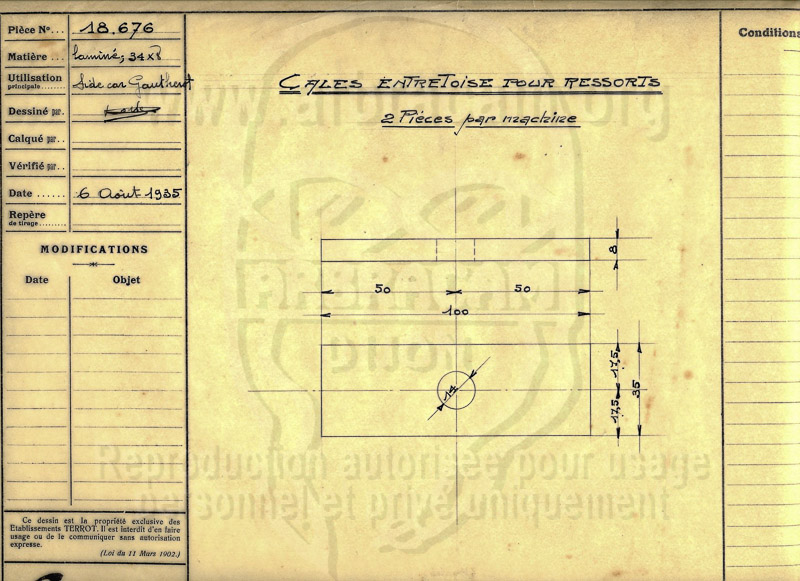 Pièce N°... 18.676
Matière... laminé, 34x8
Utilisation
principale........ Side car Gauthier
Dessiné par.
Calqué par..
Vérifié par...
Date ...... 6 Août 1935
Repère
de tirage........
MODIFICATIONS
Date Objet
Ce dessin est la propriété exclusive des
Etablissements TERROT. Il est interdit d'en faire
usage ou de le communiquer sans autorisation
expresse.
(Loi du 11 Mars 1902.)
CALES ENTRETOISE POUR RESSORTS
2 Pièces par machine
8
50 50
100
14
17,5
17,5
35
Conditions
ARBRACAM
DIJON
Reproduction autorisée pour usage
personnel et privé uniquement